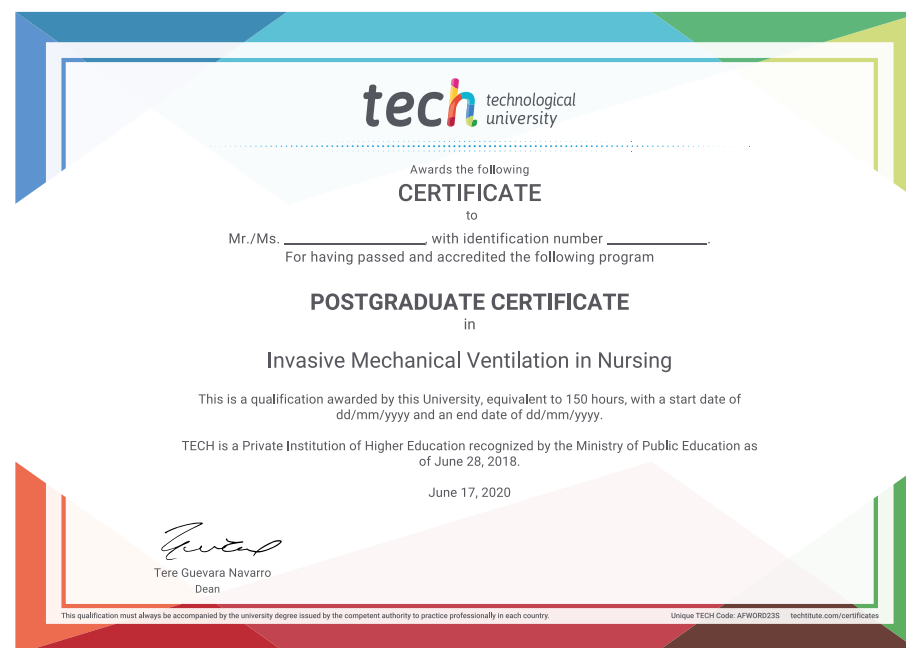 tech technological
university
Awards the following
CERTIFICATE
to
Mr./Ms. ____________, with identification number ____________.
For having passed and accredited the following program
POSTGRADUATE CERTIFICATE
in
Invasive Mechanical Ventilation in Nursing
This is a qualification awarded by this University, equivalent to 150 hours, with a start date of
dd/mm/yyyy and an end date of dd/mm/yyyy.
TECH is a Private Institution of Higher Education recognized by the Ministry of Public Education as
of June 28, 2018.
June 17, 2020
Tere Guevara Navarro
Dean
This qualification must always be accompanied by the university degree issued by the competent authority to practice professionally in each country. Unique TECH Code: AFWORD23S techtitute.com/certificates